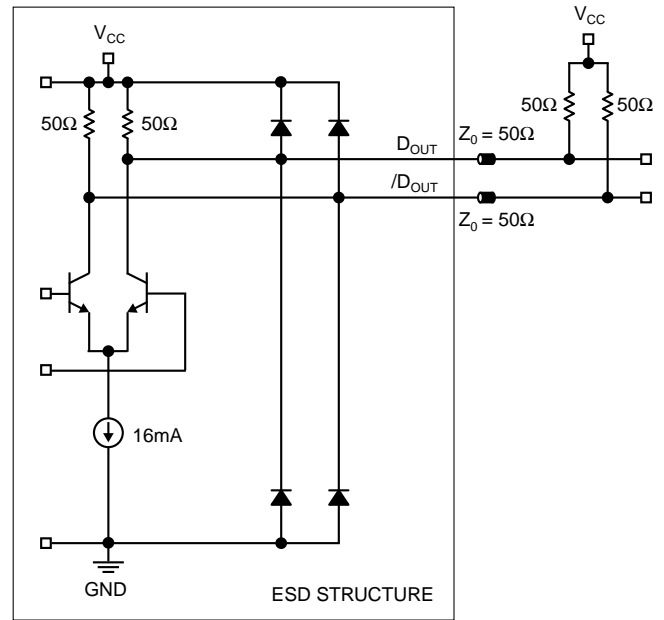 V_CC
V_CC
50Ω 50Ω
50Ω 50Ω
D_OUT
Z_0 = 50Ω
/D_OUT
Z_0 = 50Ω
16mA
GND
ESD STRUCTURE